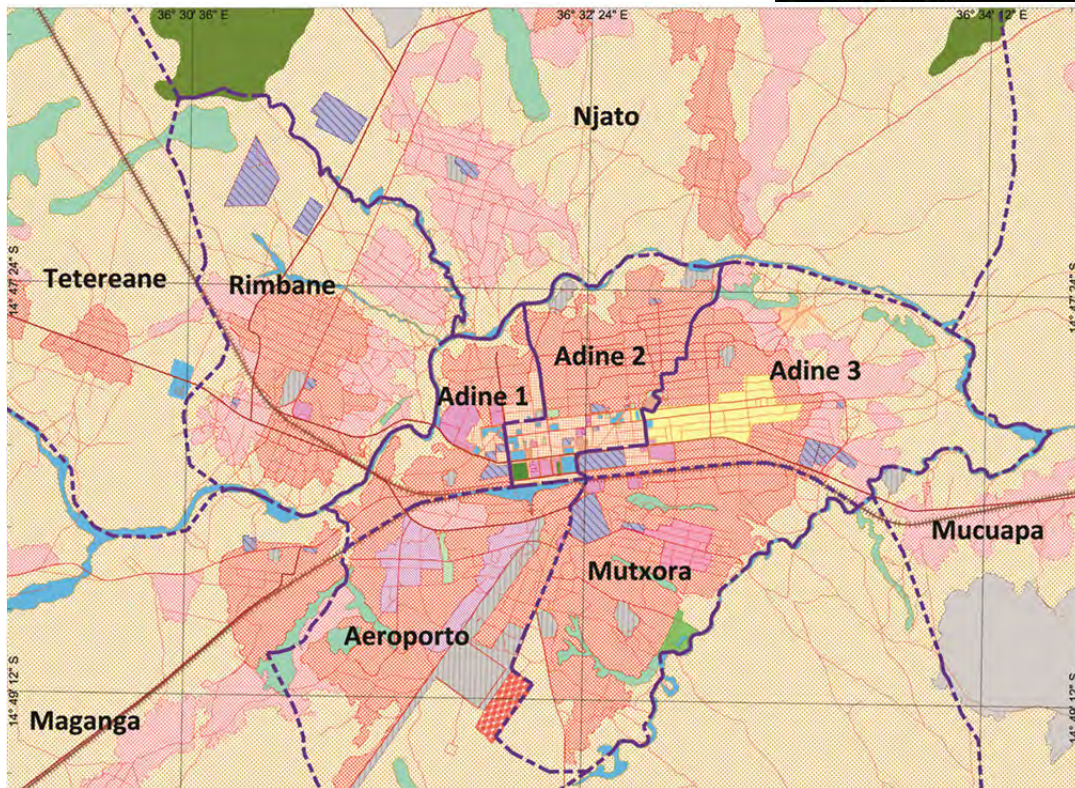 36° 30' 36" E
36° 32' 24" E
36° 34' 12" E
Njato
14° 47' 24" S
14° 47' 24" S
Tetereane
Rimbane
Adine 2
Adine 3
Adine 1
Mucuapa
Mutxora
Aeroporto
Maganga
14° 49' 12" S
14° 49' 12" S